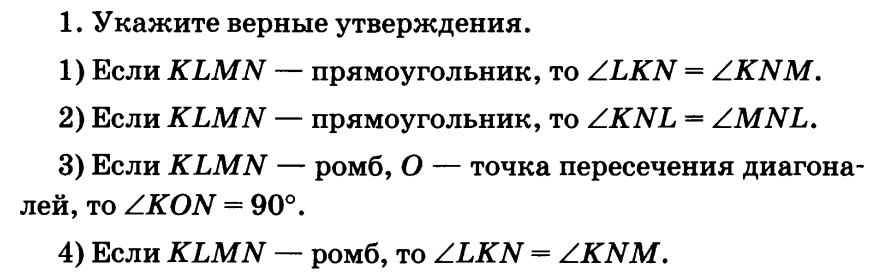 1. Укажите верные утверждения.
1) Если KLMN — прямоугольник, то ∠LKN = ∠KNM.
2) Если KLMN — прямоугольник, то ∠KNL = ∠MNL.
3) Если KLMN — ромб, O — точка пересечения диагона-
лей, то ∠KON = 90°.
4) Если KLMN — ромб, то ∠LKN = ∠KNM.